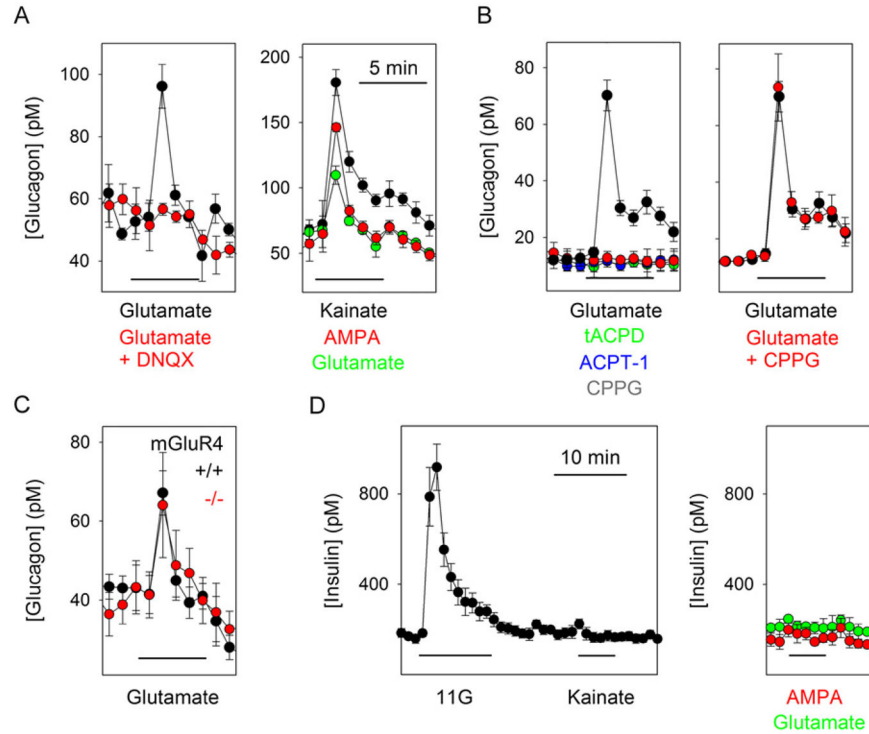 A
[Glucagon] (pM)
100
80
60
40
Glutamate
Glutamate
+ DNQX
200
150
100
50
5 min
Kainate
AMPA
Glutamate
B
[Glucagon] (pM)
80
60
40
20
Glutamate
tACPD
ACPT-1
CPPG
Glutamate
Glutamate
+ CPPG
C
[Glucagon] (pM)
80
60
40
mGluR4
+/+
-/-
Glutamate
D
[Insulin] (pM)
800
400
10 min
11G
Kainate
[Insulin] (pM)
800
400
AMPA
Glutamate